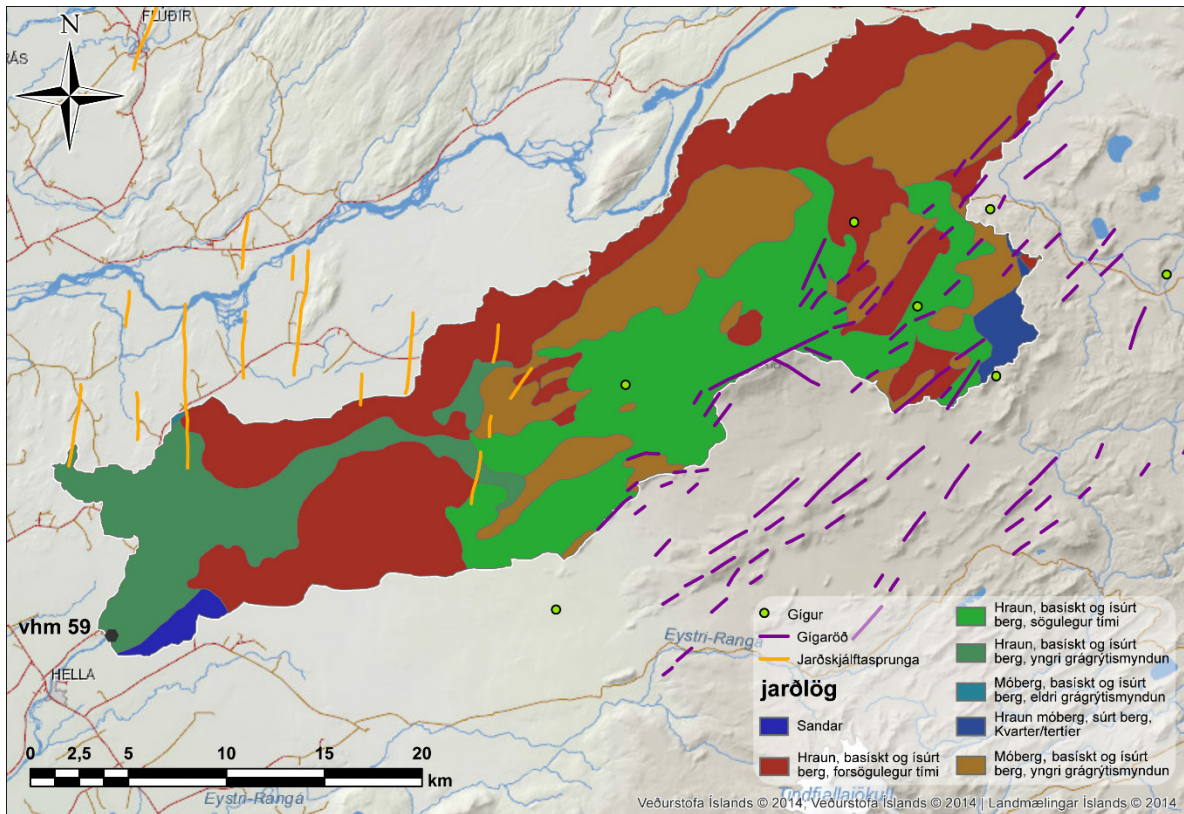 FLÚÐIR
N
RÁS
vhm 59
HELLA
Eystri-Rangá
Gígur
Gígaröð
Jarðskjálftasprunga
jarðlög
Sandar
Hraun, basískt og ísúrt
berg, forsögulegur tími
Hraun, basískt og ísúrt
berg, sögulegur tími
Hraun, basískt og ísúrt
berg, yngri grágrýtismyndun
Móberg, basískt og ísúrt
berg, eldri grágrýtismyndun
Hraun móberg, súrt berg,
Kvarter/tertíer
Móberg, basískt og ísúrt
berg, yngri grágrýtismyndun
0 2,5 5 10 15 20
km
Eystri-Rangá
Tindfjallajökull
Veðurstofa Íslands © 2014, Veðurstofa Íslands © 2014 | Landmælingar Íslands © 2014